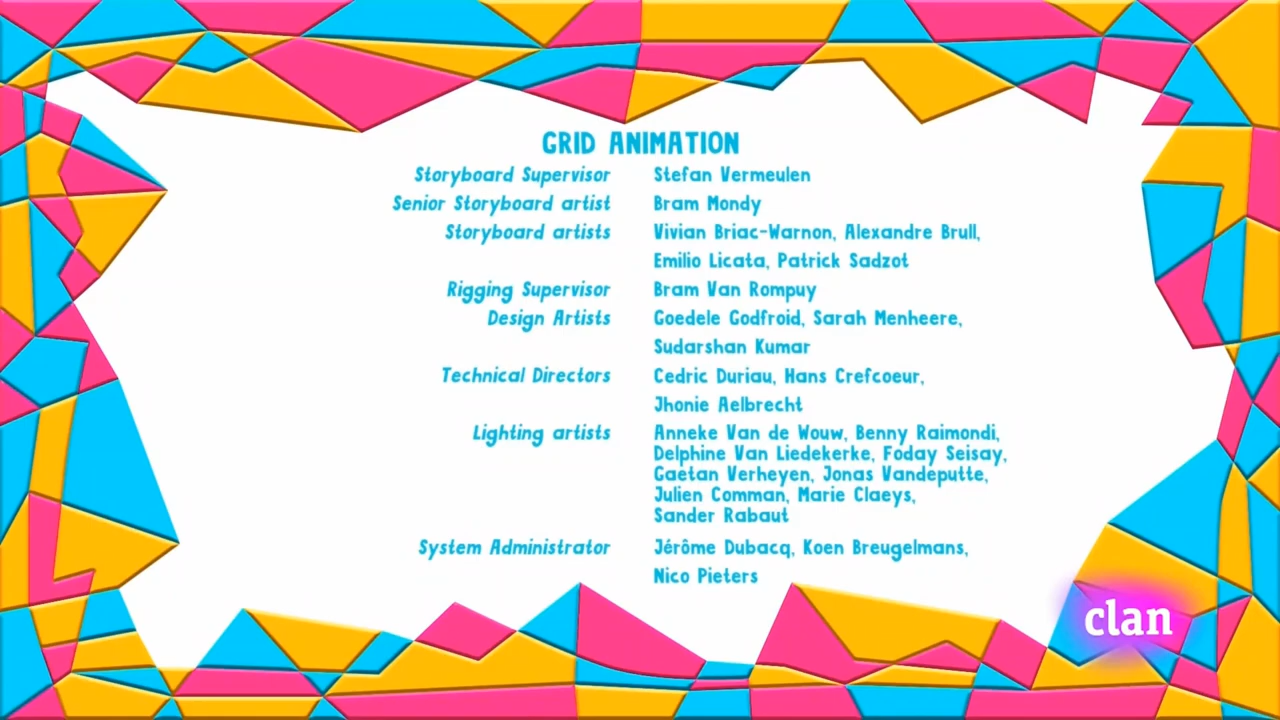 GRID ANIMATION
Storyboard Supervisor Stefan Vermeulen
Senior Storyboard artist Bram Mondy
Storyboard artists Vivian Briac-Warnon, Alexandre Brull,
Emilio Licata, Patrick Sadzot
Rigging Supervisor Bram Van Rompuy
Design Artists Goedele Godfroid, Sarah Menheere,
Sudarshan Kumar
Technical Directors Cedric Duriau, Hans Crefcoeur,
Jhonie Aelbrecht
Lighting artists Anneke Van de Wouw, Benny Raimondi,
Delphine Van Liedekerke, Foday Seisay,
Gaetan Verheyen, Jonas Vandeputte,
Julien Comman, Marie Claeys,
Sander Rabaut
System Administrator Jérôme Dubacq, Koen Breugelmans,
Nico Pieters
clan